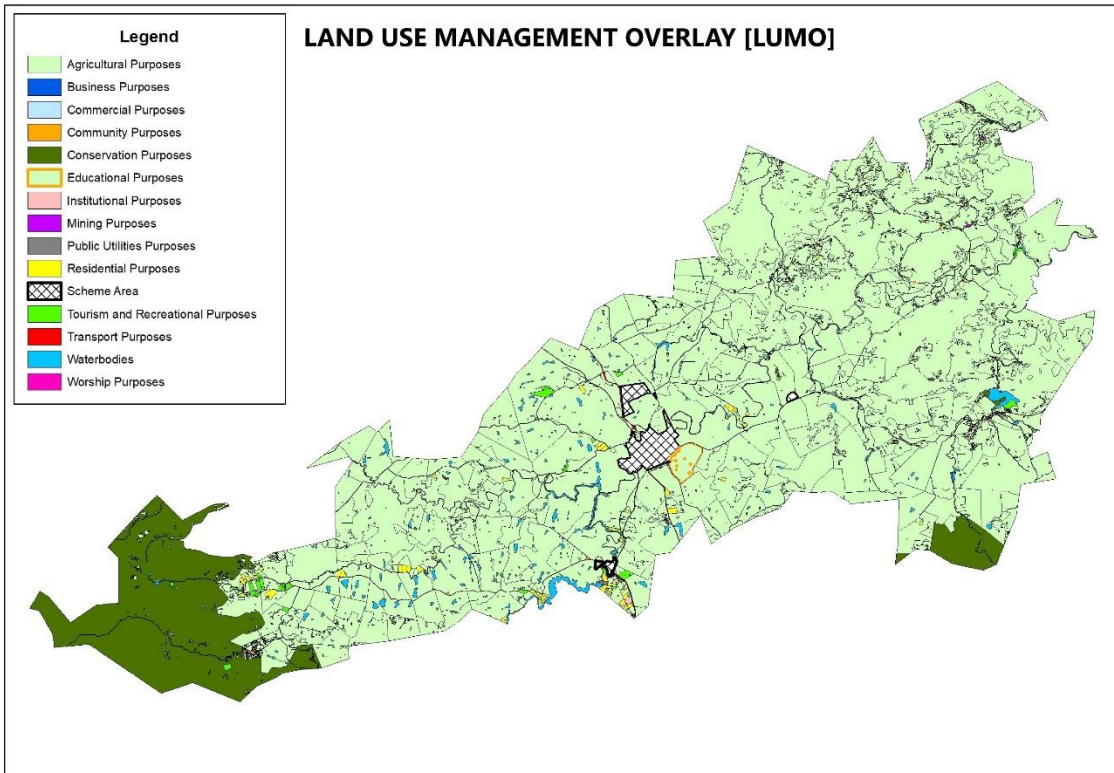 LAND USE MANAGEMENT OVERLAY [LUMO]
Legend
Agricultural Purposes
Business Purposes
Commercial Purposes
Community Purposes
Conservation Purposes
Educational Purposes
Institutional Purposes
Mining Purposes
Public Utilities Purposes
Residential Purposes
Scheme Area
Tourism and Recreational Purposes
Transport Purposes
Waterbodies
Worship Purposes